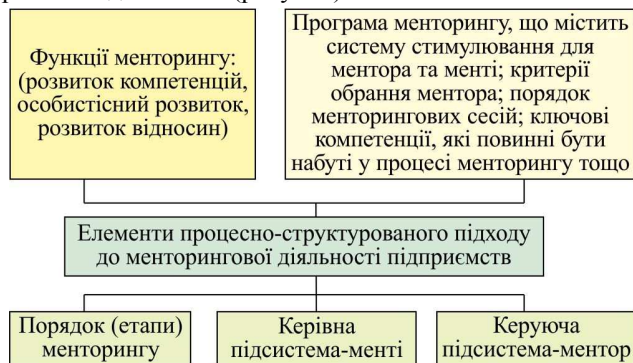 Функції менторингу:
(розвиток компетенцій,
особистісний розвиток,
розвиток відносин)
Програма менторингу, що містить
систему стимулювання для
ментора та менті; критерії
обрання ментора; порядок
менторингових сесій; ключові
компетенції, які повинні бути
набуті у процесі менторингу тощо
Елементи процесно-структурованого підходу
до менторингової діяльності підприємств
Порядок (етапи)
менторингу
Керівна
підсистема-менті
Керуюча
підсистема-ментор